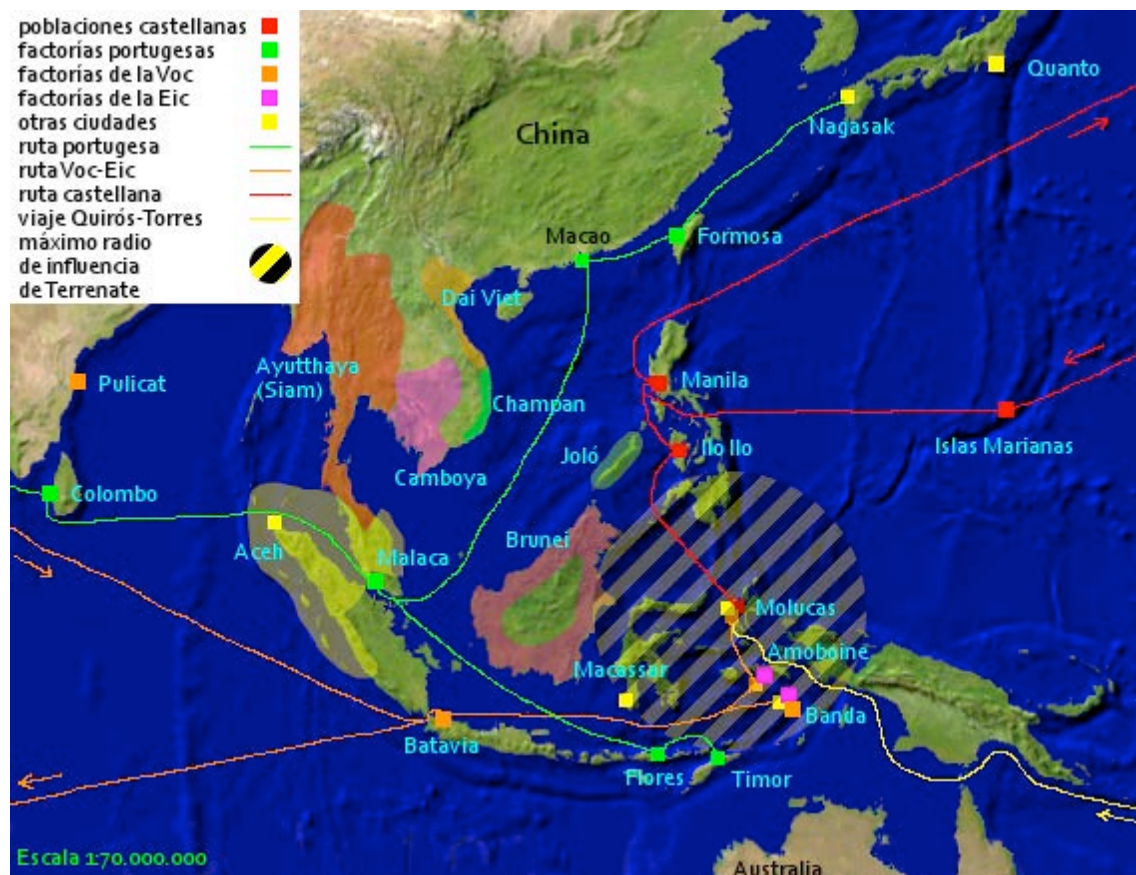 poblaciones castellanas
factorías portugesas
factorías de la Voc
factorías de la Eic
otras ciudades
ruta portugesa
ruta Voc-Eic
ruta castellana
viaje Quirós-Torres
máximo radio
de influencia
de Terrenate
Quanto
China
Nagasak
Macao
Formosa
Dai Viet
Ayutthaya
(Siam)
Pulicat
Manila
Champan
Islas Marianas
Joló
Ilo Ilo
Camboya
Colombo
Aceh
Brunei
Malaca
Molucas
Amoboine
Macassar
Banda
Batavia
Flores
Timor
Escala 1:70.000.000
Australia